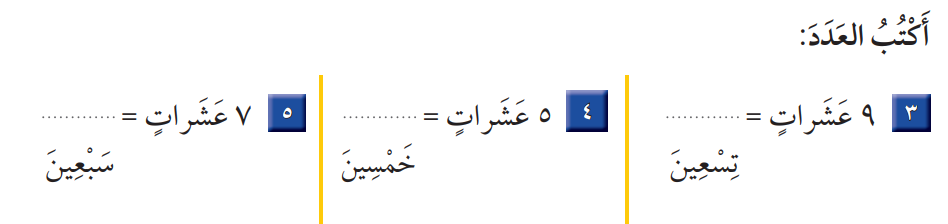 أَكْتُبُ العَدَدَ:
٣ ٩ عَشَراتٍ = ............
تِسْعِينَ
٤ ٥ عَشَراتٍ = ............
خَمْسِينَ
٥ ٧ عَشَراتٍ = ............
سَبْعِينَ